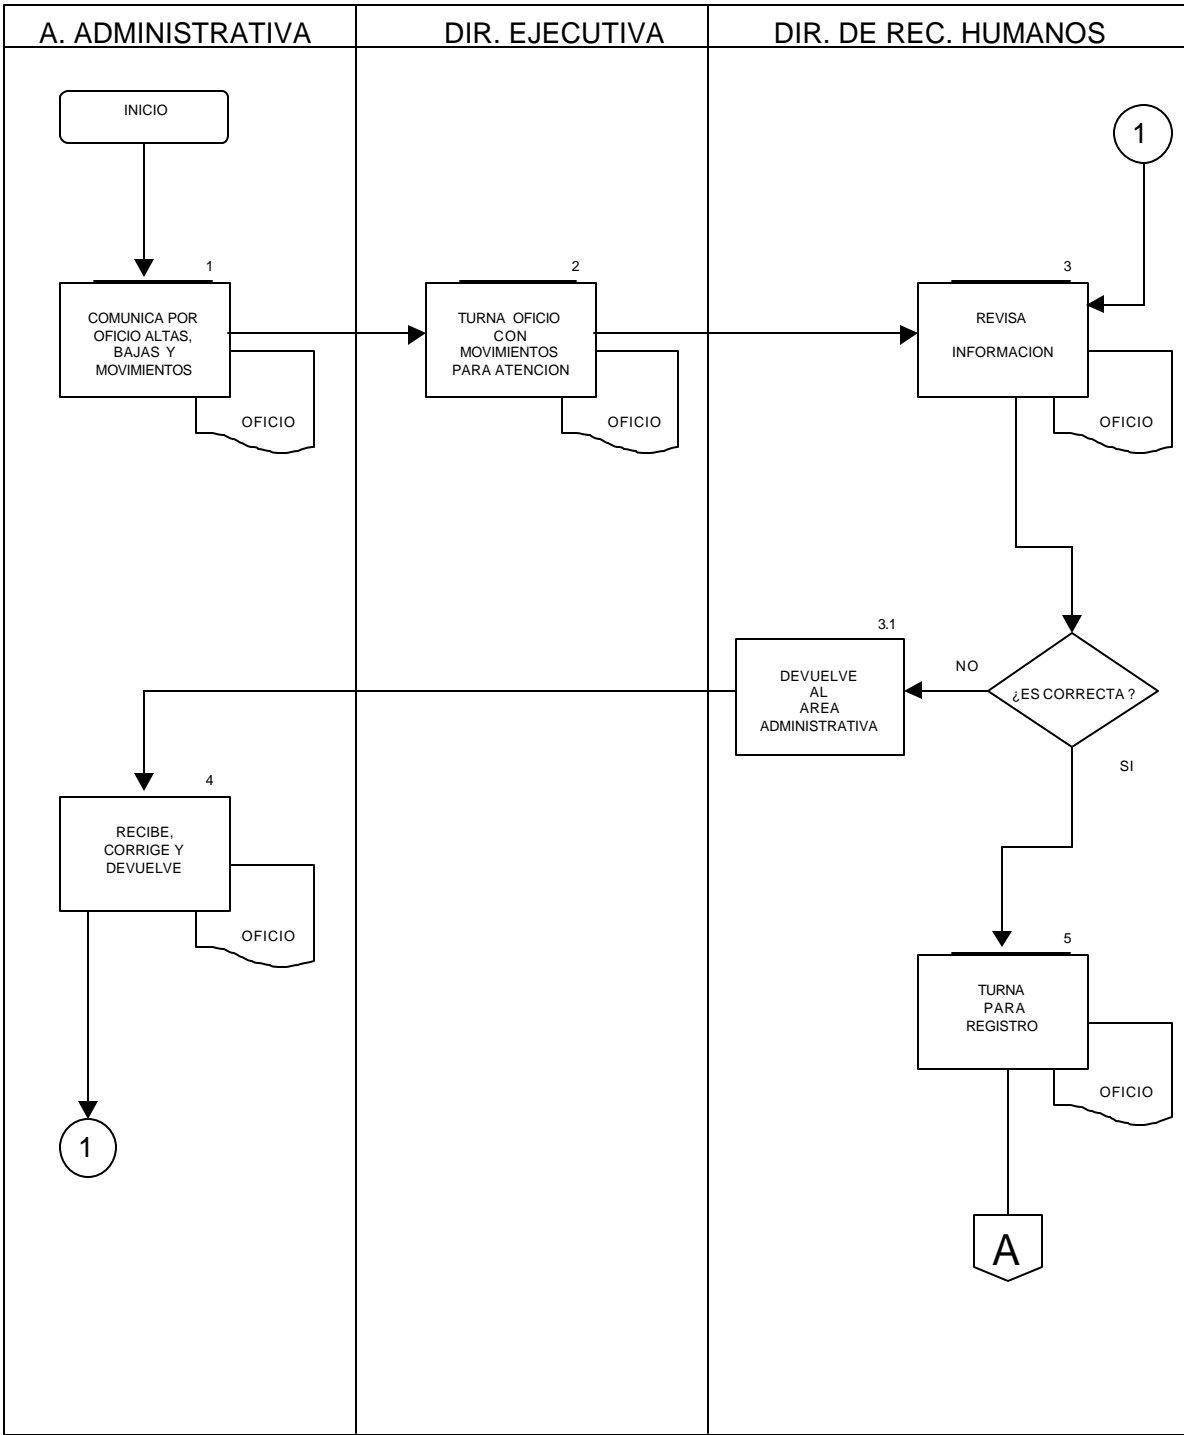 A. ADMINISTRATIVA
DIR. EJECUTIVA
DIR. DE REC. HUMANOS
INICIO
1
1
COMUNICA POR
OFICIO ALTAS,
BAJAS Y
MOVIMIENTOS
OFICIO
2
TURNA OFICIO
CON
MOVIMIENTOS
PARA ATENCION
OFICIO
3
REVISA
INFORMACION
OFICIO
¿ES CORRECTA ?
NO
SI
3.1
DEVUELVE
AL
AREA
ADMINISTRATIVA
4
RECIBE,
CORRIGE Y
DEVUELVE
OFICIO
1
5
TURNA
PARA
REGISTRO
OFICIO
A